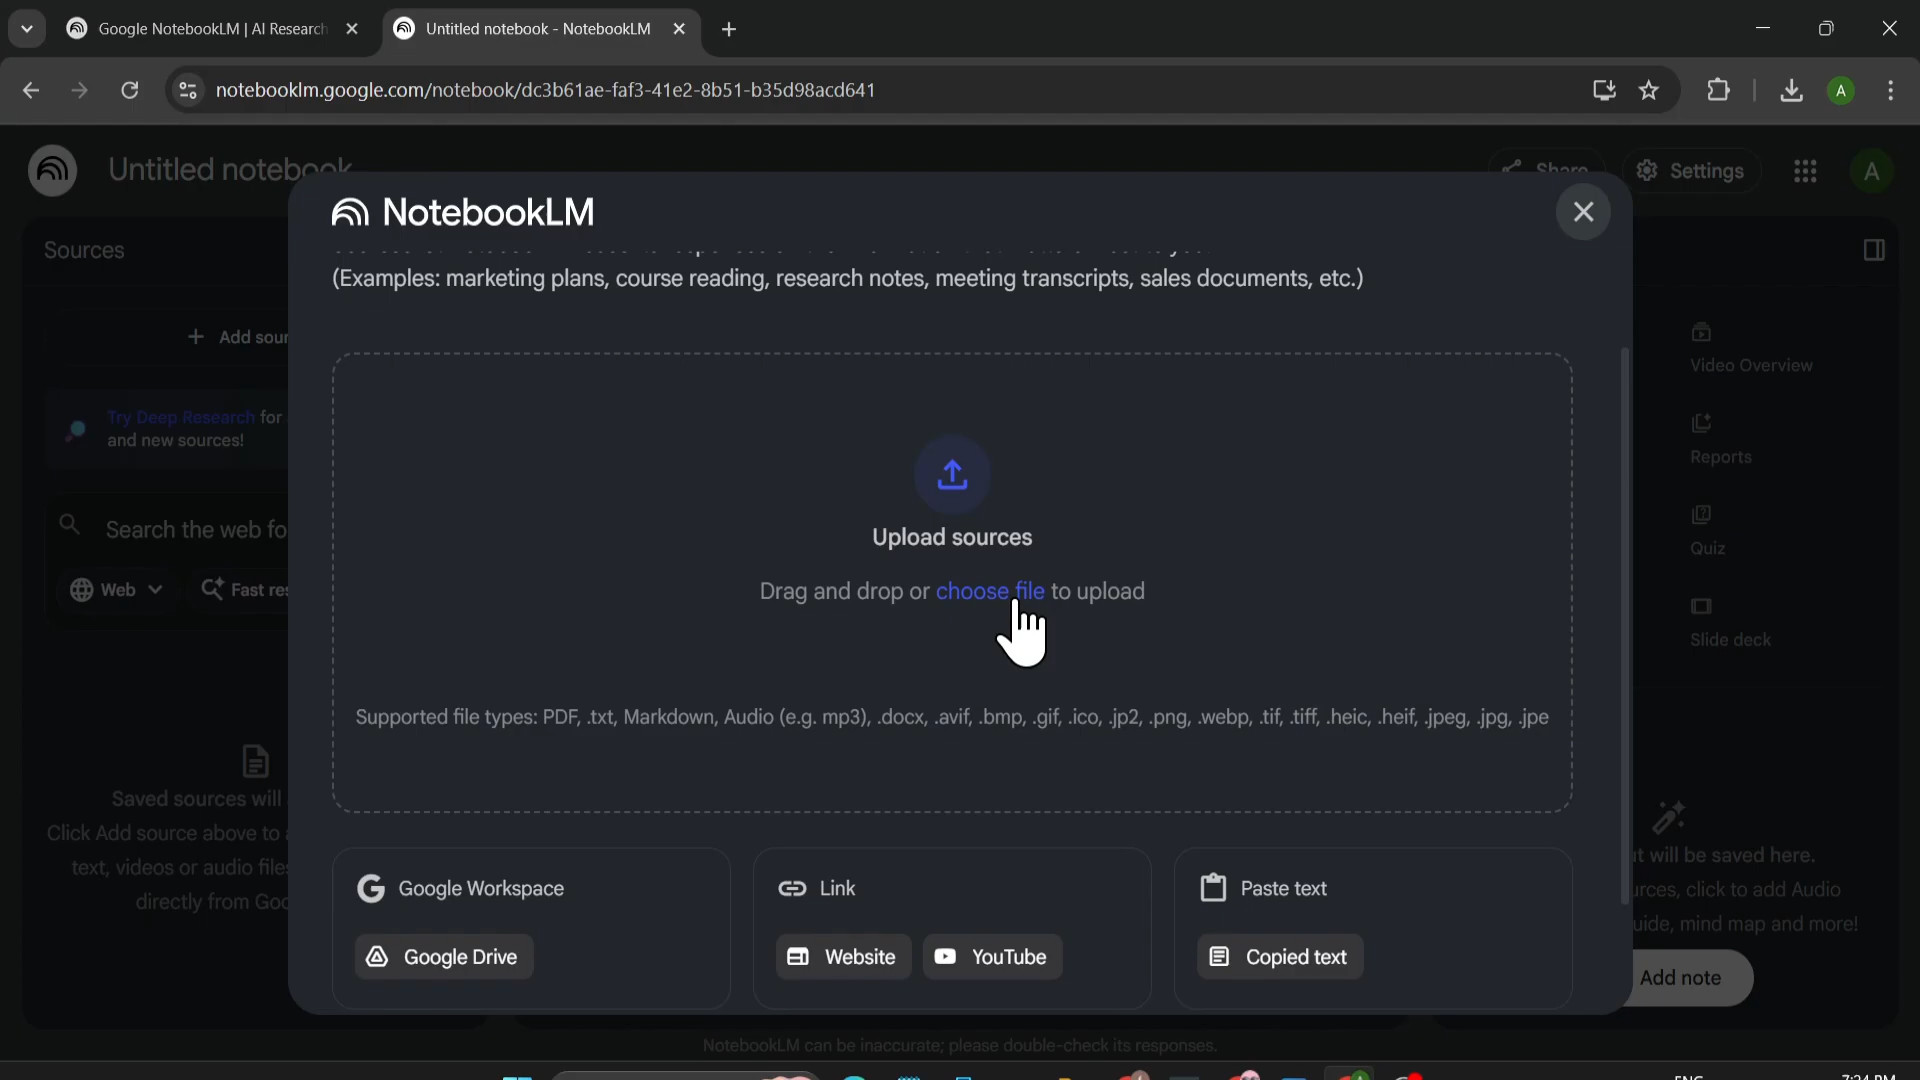 Google NotebookLM | AI Research
Untitled notebook - NotebookLM
notebooklm.google.com/notebook/dc3b61ae-faf3-41e2-8b51-b35d98acd641
A
Untitled notebook
Share
Settings
A
NotebookLM
Sources
(Examples: marketing plans, course reading, research notes, meeting transcripts, sales documents, etc.)
+ Add sour
Video Overview
Try Deep Research for
and new sources!
Reports
Search the web fo
Quiz
Web
Fast res
Upload sources
Drag and drop or choose file to upload
Slide deck
Supported file types: PDF, .txt, Markdown, Audio (e.g. mp3), .docx, .avif, .bmp, .gif, .ico, .jp2, .png, .webp, .tif, .tiff, .heic, .heif, .jpeg, .jpg, .jpe
Saved sources will
Click Add source above to a
text, videos or audio files
directly from Goo
t will be saved here.
urces, click to add Audio
uide, mind map and more!
Google Workspace
Link
Paste text
Google Drive
Website
YouTube
Copied text
Add note
NotebookLM can be inaccurate; please double-check its responses.
ENG
7:24 PM